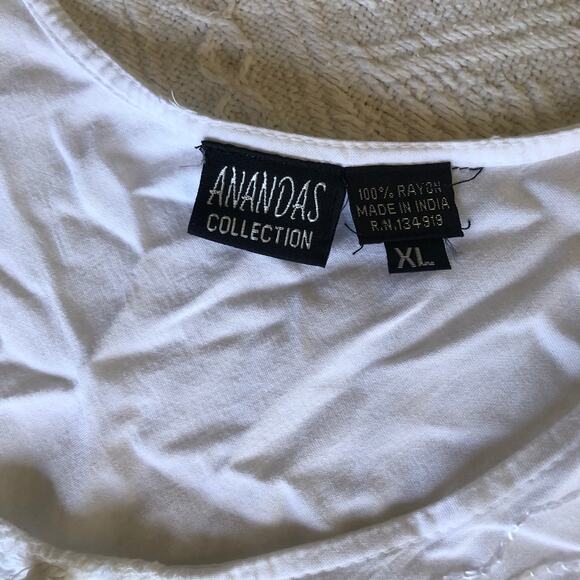 ANANDAS
COLLECTION
100% RAYON
MADE IN INDIA
R.N.134919
XL